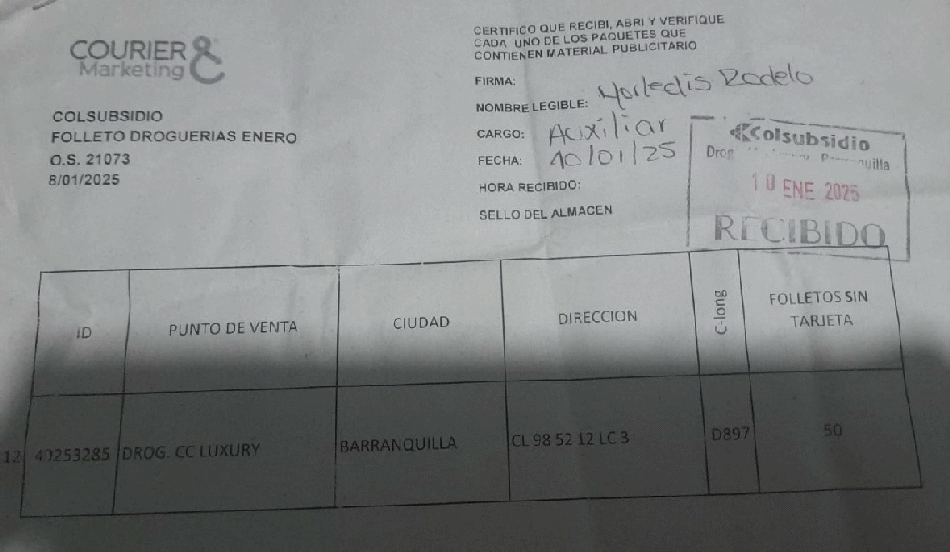 COURIER &
Marketing
COLSUBSIDIO
FOLLETO DROGUERIAS ENERO
O.S. 21073
8/01/2025
CERTIFICO QUE RECIBI, ABRI Y VERIFIQUE
CADA UNO DE LOS PAQUETES QUE
CONTIENEN MATERIAL PUBLICITARIO
FIRMA:
NOMBRE LEGIBLE: Rodelo
CARGO: Auxiliar
FECHA: 10/01/25
HORA RECIBIDO:
SELLO DEL ALMACEN
Colsubsidio
10 ENE 2025
RECIBIDO
ID PUNTO DE VENTA CIUDAD DIRECCION C-long FOLLETOS SIN TARJETA
12 40253285 DROG. CC LUXURY BARRANQUILLA CL 98 52 12 LC 3 D897 50